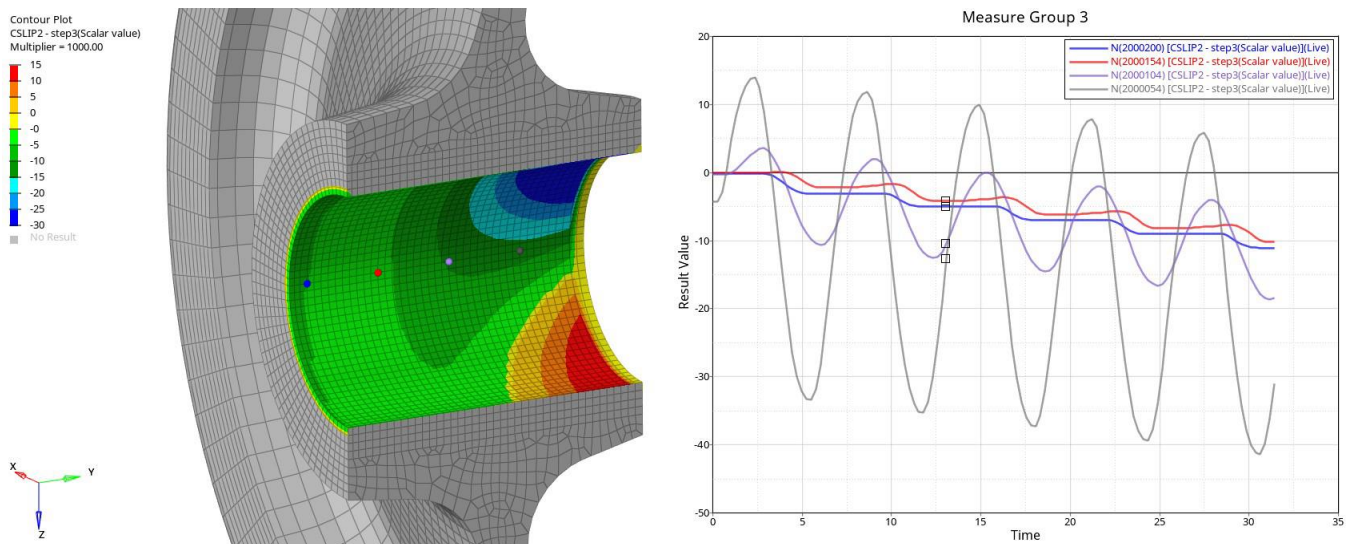 Contour Plot
CSLIP2 - step3(Scalar value)
Multiplier = 1000.00
15
10
5
0
-0
-5
-10
-15
-20
-25
-30
No Result
X
Y
Z
Measure Group 3
N(2000200) [CSLIP2 - step3(Scalar value)](Live)
N(2000154) [CSLIP2 - step3(Scalar value)](Live)
N(2000104) [CSLIP2 - step3(Scalar value)](Live)
N(2000054) [CSLIP2 - step3(Scalar value)](Live)
Result Value
20
10
0
-10
-20
-30
-40
-50
0 5 10 15 20 25 30 35
Time